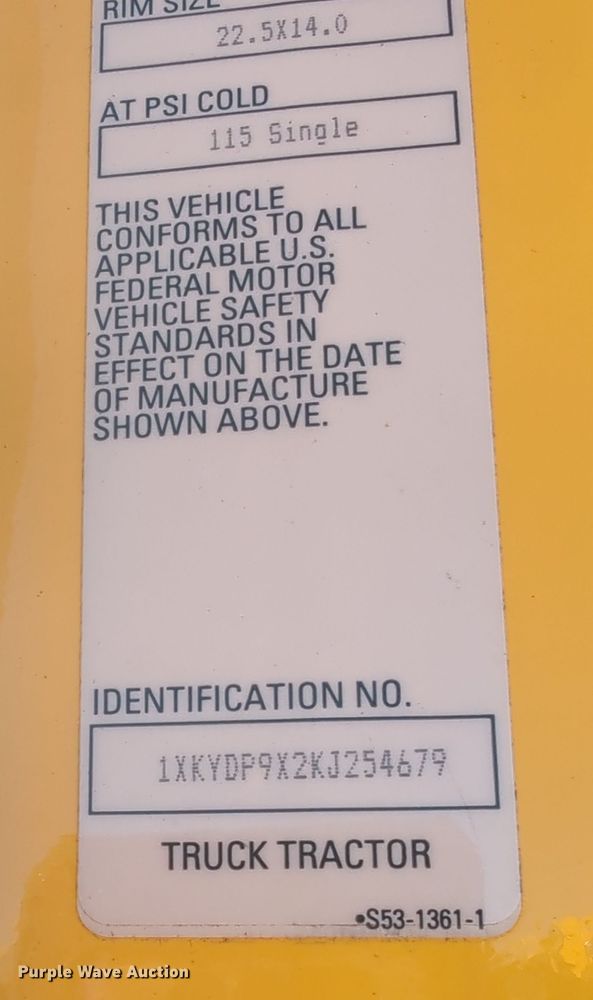 RIM SIZE
22.5X14.0
AT PSI COLD
115 Single
THIS VEHICLE
CONFORMS TO ALL
APPLICABLE U.S.
FEDERAL MOTOR
VEHICLE SAFETY
STANDARDS IN
EFFECT ON THE DATE
OF MANUFACTURE
SHOWN ABOVE.
IDENTIFICATION NO.
1XKYDP9X2KJ254679
TRUCK TRACTOR
•S53-1361-1
Purple Wave Auction